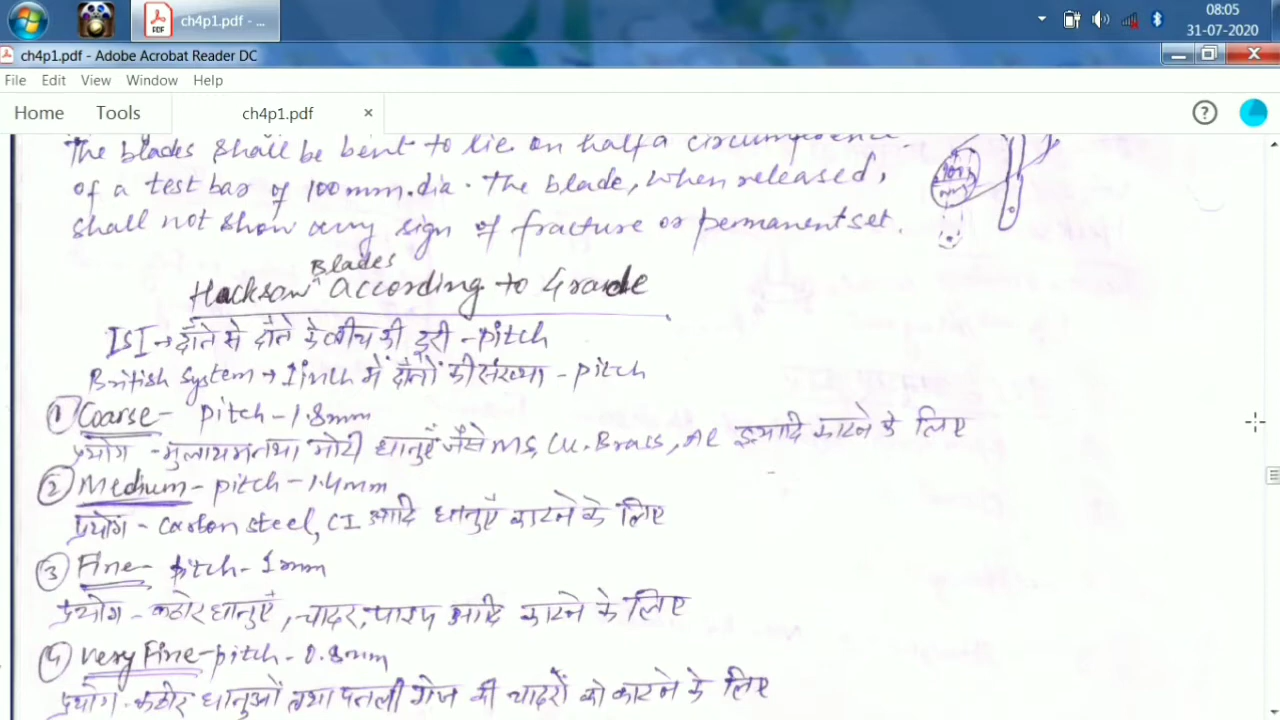 ch4p1.pdf - ...
08:05
31-07-2020
ch4p1.pdf - Adobe Acrobat Reader DC
File Edit View Window Help
Home Tools ch4p1.pdf ×
The blades shall be bent to lie on half a circumference
of a test bar of 100mm.dia. The blade, when released,
shall not show any sign of fracture or permanent set.
Blades
Hacksaw ^ According to Grade
ISI → दाँते से दाँते के बीच की दूरी - pitch
British System → 1 inch में दाँतों की संख्या - pitch
① Coarse - pitch - 1.8mm
प्रयोग - मुलायम तथा मोटी धातुएँ जैसे MS, Cu. Brass, Al इत्यादि काटने के लिए
② Medium - pitch - 1.4mm
प्रयोग - Carbon steel, CI आदि धातुएँ काटने के लिए
③ Fine - pitch - 1mm
प्रयोग - कठोर धातुएँ, चादर, पाइप आदि काटने के लिए
④ Very Fine - pitch - 0.8mm
प्रयोग - कठोर धातुओं तथा पतली गेज की चादरों को काटने के लिए